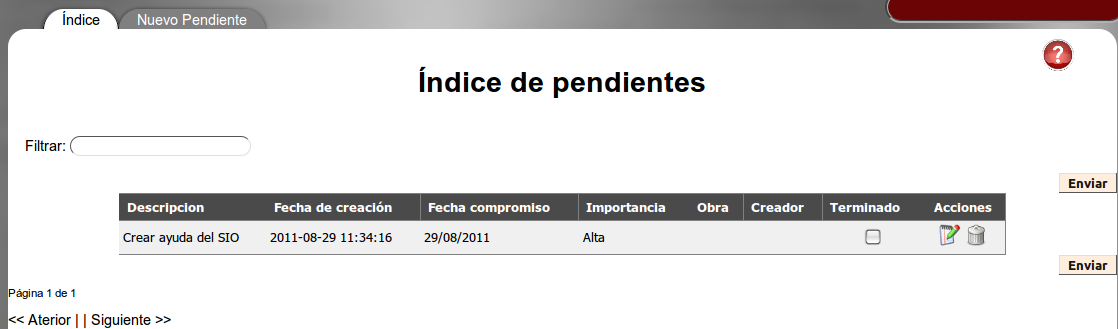 Índice Nuevo Pendiente
?
Índice de pendientes
Filtrar:
Enviar
Descripcion Fecha de creación Fecha compromiso Importancia Obra Creador Terminado Acciones
Crear ayuda del SIO 2011-08-29 11:34:16 29/08/2011 Alta
Enviar
Página 1 de 1
<< Aterior | | Siguiente >>